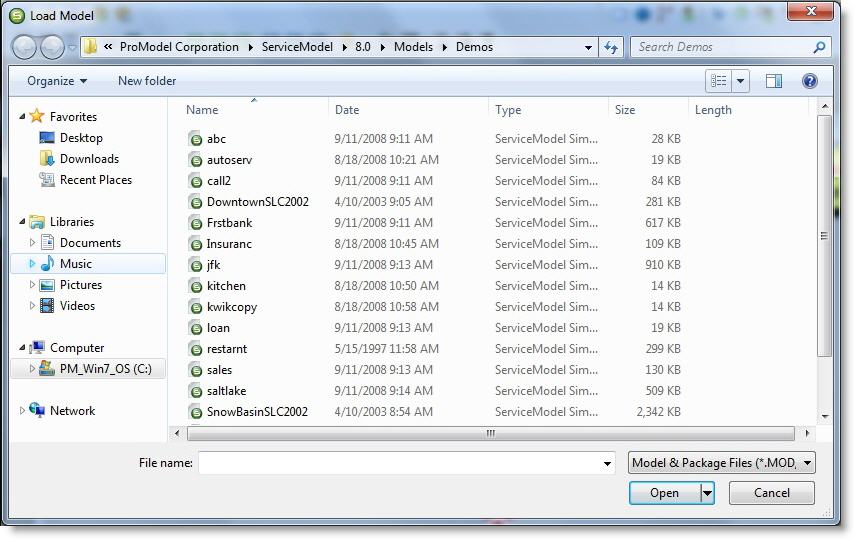 Load Model
« ProModel Corporation ServiceModel 8.0 Models Demos
Search Demos
Organize New folder
Name Date Type Size Length
Favorites
Desktop
Downloads
Recent Places
Libraries
Documents
Music
Pictures
Videos
Computer
PM_Win7_OS (C:)
Network
abc 9/11/2008 9:11 AM ServiceModel Sim... 28 KB
autoserv 8/18/2008 10:21 AM ServiceModel Sim... 19 KB
call2 9/11/2008 9:11 AM ServiceModel Sim... 84 KB
DowntownSLC2002 4/10/2003 9:05 AM ServiceModel Sim... 281 KB
Frstbank 9/11/2008 9:11 AM ServiceModel Sim... 617 KB
Insuranc 8/18/2008 10:45 AM ServiceModel Sim... 109 KB
jfk 9/11/2008 9:13 AM ServiceModel Sim... 910 KB
kitchen 8/18/2008 10:50 AM ServiceModel Sim... 14 KB
kwikcopy 8/18/2008 10:58 AM ServiceModel Sim... 14 KB
loan 9/11/2008 9:13 AM ServiceModel Sim... 19 KB
restarnt 5/15/1997 11:58 AM ServiceModel Sim... 299 KB
sales 9/11/2008 9:13 AM ServiceModel Sim... 130 KB
saltlake 9/11/2008 9:14 AM ServiceModel Sim... 509 KB
SnowBasinSLC2002 4/10/2003 8:54 AM ServiceModel Sim... 2,342 KB
File name:
Model & Package Files (*.MOD,
Open
Cancel